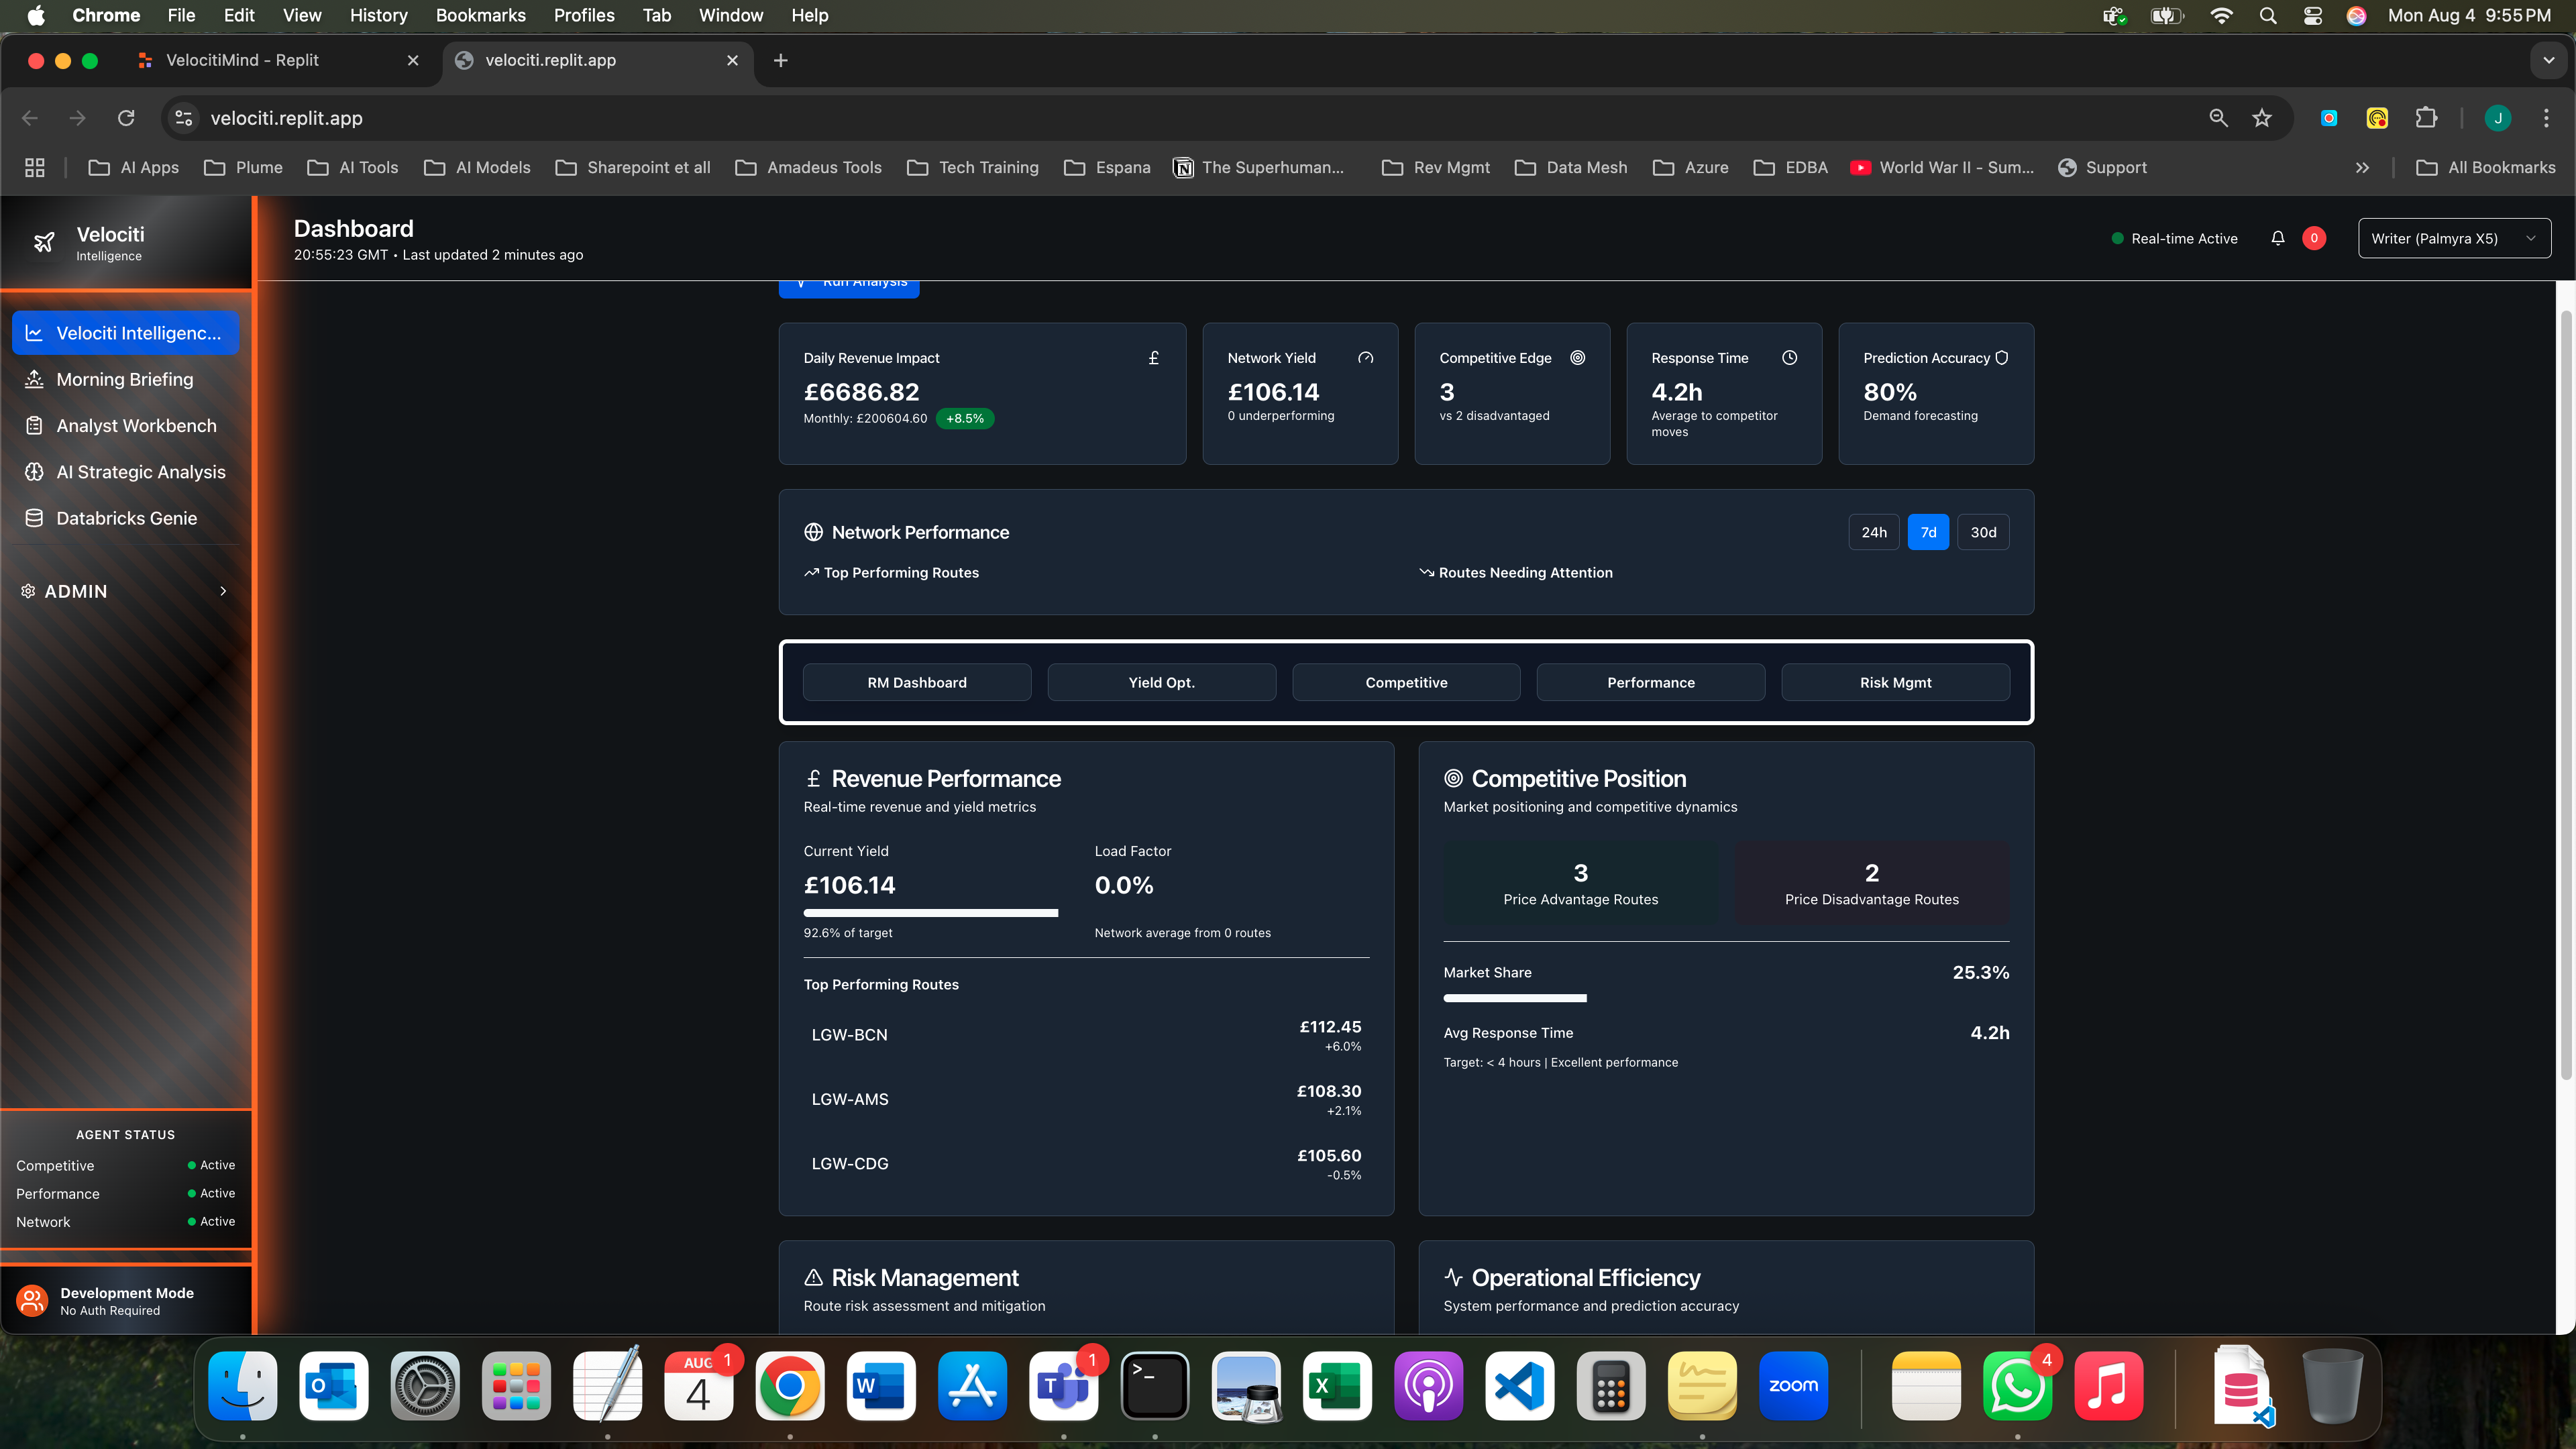 Chrome File Edit View History Bookmarks Profiles Tab Window Help Mon Aug 4 9:55 PM
VelocitiMind - Replit velociti.replit.app
velociti.replit.app J
AI Apps Plume AI Tools AI Models Sharepoint et all Amadeus Tools Tech Training Espana The Superhuman... Rev Mgmt Data Mesh Azure EDBA World War II - Sum... Support All Bookmarks
Velociti
Intelligence
Dashboard
20:55:23 GMT • Last updated 2 minutes ago
Real-time Active 0 Writer (Palmyra X5)
Velociti Intelligenc...
Morning Briefing
Analyst Workbench
AI Strategic Analysis
Databricks Genie
ADMIN
AGENT STATUS
Competitive Active
Performance Active
Network Active
Development Mode
No Auth Required
Run Analysis
Daily Revenue Impact £
£6686.82
Monthly: £200604.60 +8.5%
Network Yield
£106.14
0 underperforming
Competitive Edge
3
vs 2 disadvantaged
Response Time
4.2h
Average to competitor
moves
Prediction Accuracy
80%
Demand forecasting
Network Performance 24h 7d 30d
Top Performing Routes Routes Needing Attention
RM Dashboard Yield Opt. Competitive Performance Risk Mgmt
£ Revenue Performance
Real-time revenue and yield metrics
Current Yield Load Factor
£106.14 0.0%
92.6% of target Network average from 0 routes
Top Performing Routes
LGW-BCN £112.45
+6.0%
LGW-AMS £108.30
+2.1%
LGW-CDG £105.60
-0.5%
Competitive Position
Market positioning and competitive dynamics
3 2
Price Advantage Routes Price Disadvantage Routes
Market Share 25.3%
Avg Response Time 4.2h
Target: < 4 hours | Excellent performance
Risk Management
Route risk assessment and mitigation
Operational Efficiency
System performance and prediction accuracy
AUG 1 1 4
4 zoom